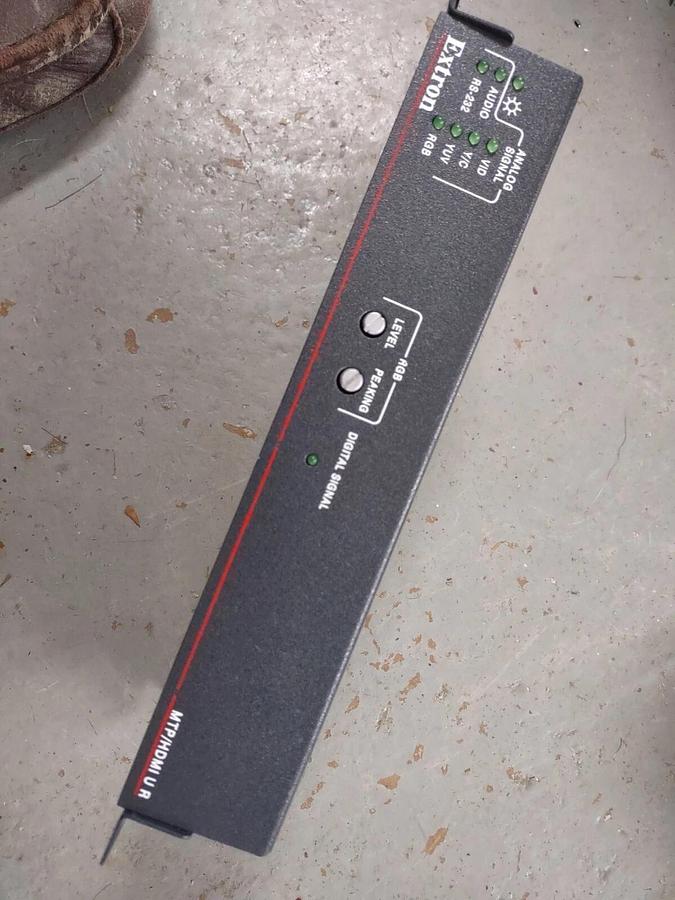 ANALOG
SIGNAL
AUDIO
RS-232
VID
Y/C
YUV
RGB
Extron
RGB
LEVEL
PEAKING
DIGITAL SIGNAL
MTP/HDMI U R